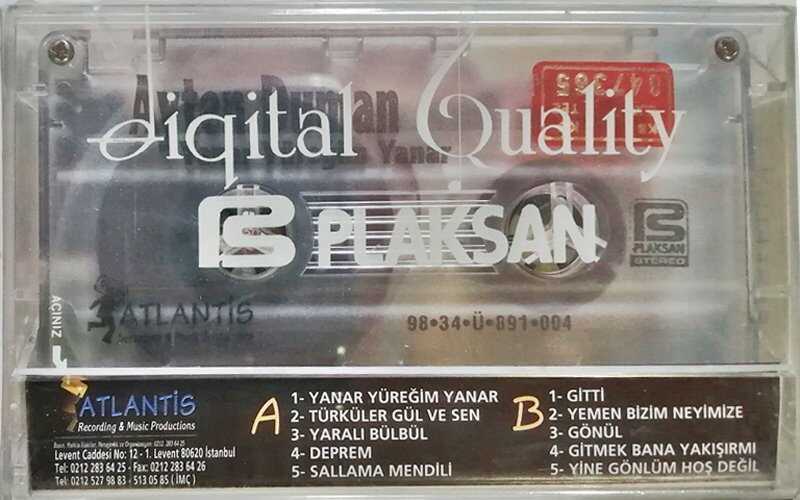 04/365
Ayten Duman
Yanar
Digital Quality
B PLAKSAN
B
PLAKSAN
STEREO
AÇINIZ
ATLANTİS
98•34•Ü•891•004
ATLANTİS
Recording & Music Productions
Levent Caddesi No: 12 - 1. Levent 80620 İstanbul
Tel: 0212 283 64 25 - Fax: 0212 283 64 26
Tel: 0212 527 98 83 - 513 05 85 ( İMÇ )
A
1- YANAR YÜREĞİM YANAR
2- TÜRKÜLER GÜL VE SEN
3- YARALI BÜLBÜL
4- DEPREM
5- SALLAMA MENDİLİ
B
1- GİTTİ
2- YEMEN BİZİM NEYİMİZE
3- GÖNÜL
4- GİTMEK BANA YAKIŞIRMI
5- YİNE GÖNLÜM HOŞ DEĞİL